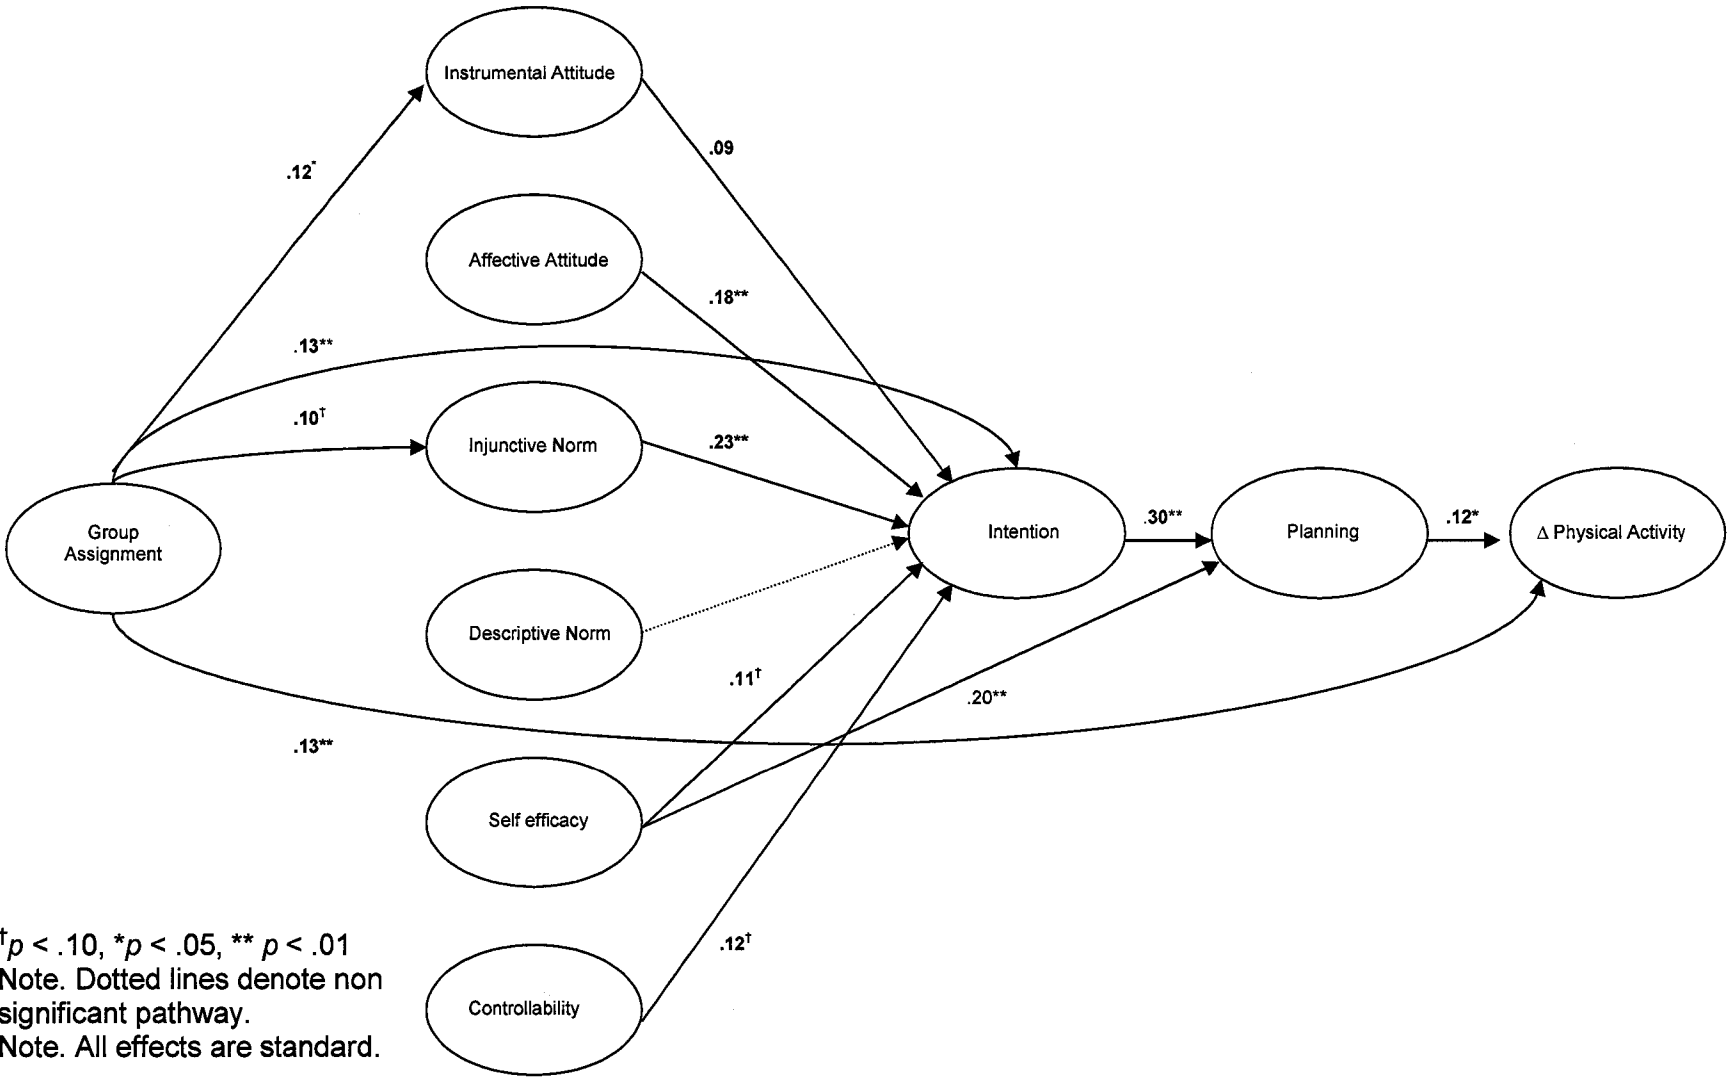 Instrumental Attitude
.12*
.09
Affective Attitude
.18**
.13**
.10†
Injunctive Norm
.23**
Group
Assignment
Intention
.30**
Planning
.12*
Δ Physical Activity
Descriptive Norm
.11†
.20**
.13**
Self efficacy
.12†
Controllability
†p < .10, *p < .05, ** p < .01
Note. Dotted lines denote non
significant pathway.
Note. All effects are standard.